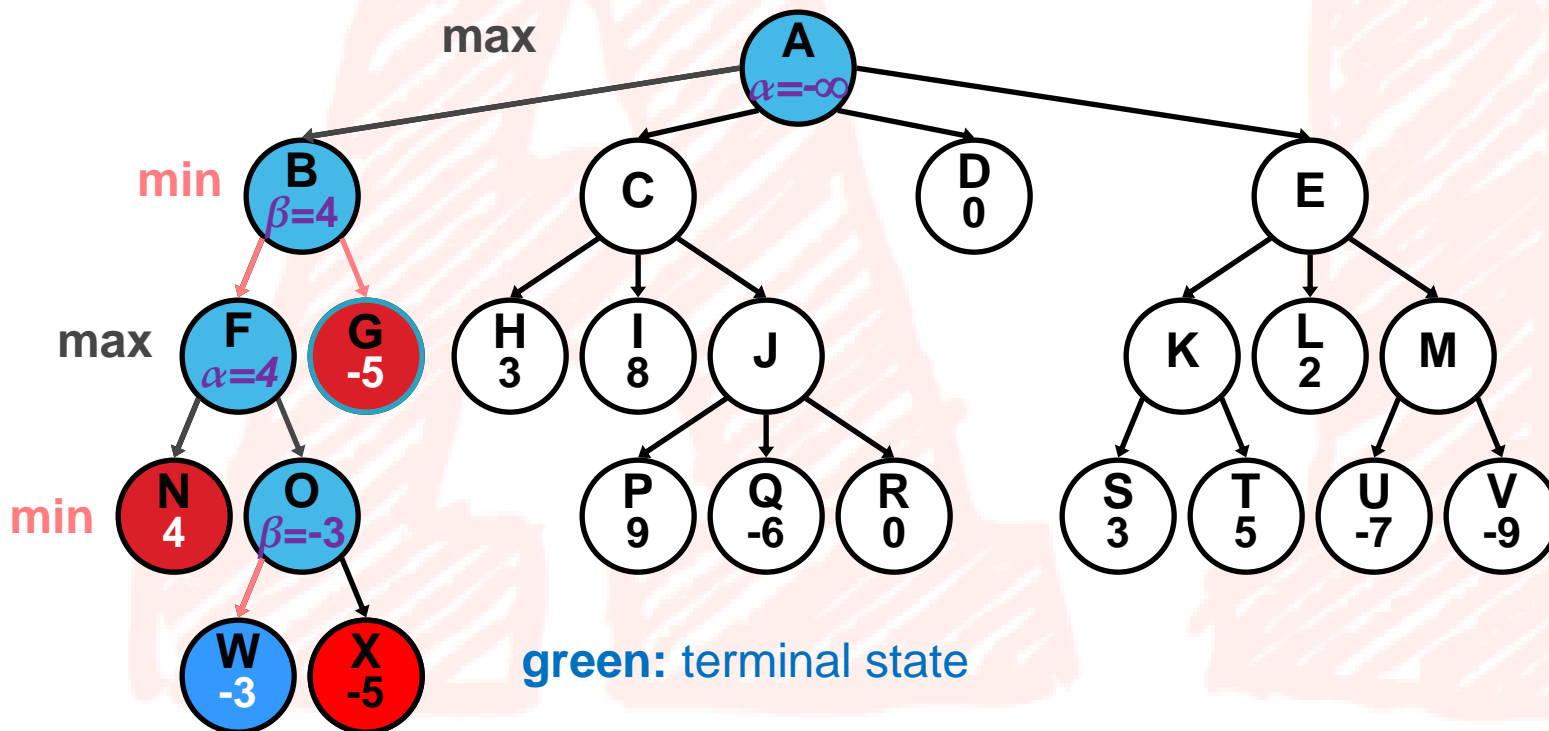 max
A
α=-∞
min
B
β=4
C
D
0
E
max
F
α=4
G
-5
H
3
I
8
J
K
L
2
M
min
N
4
O
β=-3
P
9
Q
-6
R
0
S
3
T
5
U
-7
V
-9
W
-3
X
-5
green: terminal state